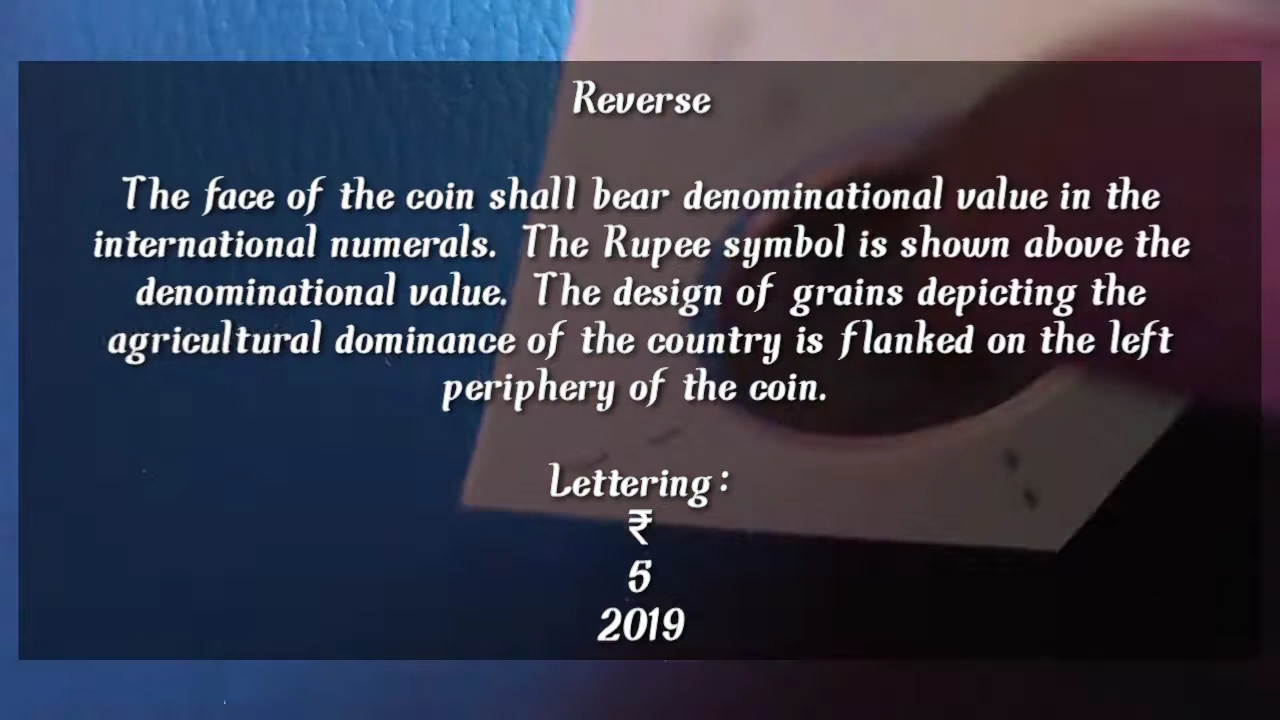 Reverse
The face of the coin shall bear denominational value in the
international numerals. The Rupee symbol is shown above the
denominational value. The design of grains depicting the
agricultural dominance of the country is flanked on the left
periphery of the coin.
Lettering:
₹
5
2019